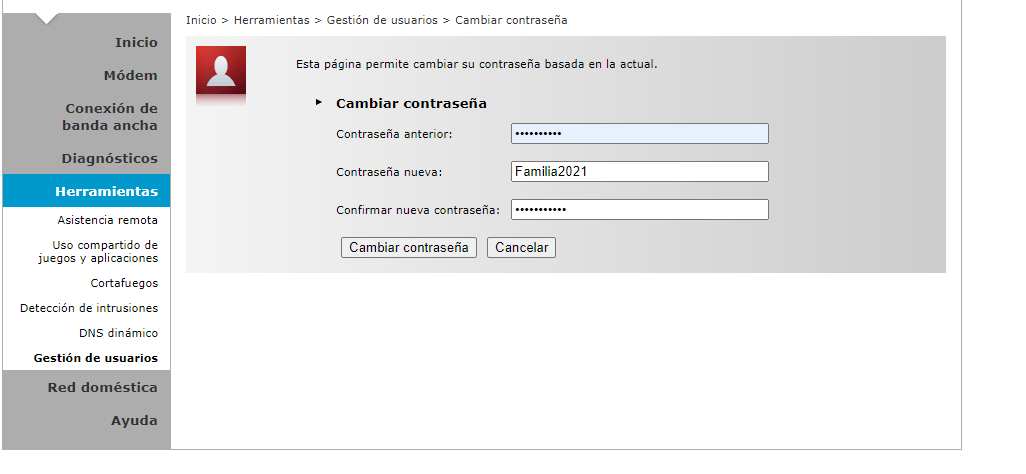 Inicio > Herramientas > Gestión de usuarios > Cambiar contraseña
Inicio
Módem
Conexión de
banda ancha
Diagnósticos
Herramientas
Asistencia remota
Uso compartido de
juegos y aplicaciones
Cortafuegos
Detección de intrusiones
DNS dinámico
Gestión de usuarios
Red doméstica
Ayuda
Esta página permite cambiar su contraseña basada en la actual.
Cambiar contraseña
Contraseña anterior: ••••••••••
Contraseña nueva: Familia2021
Confirmar nueva contraseña: •••••••••••
Cambiar contraseña Cancelar